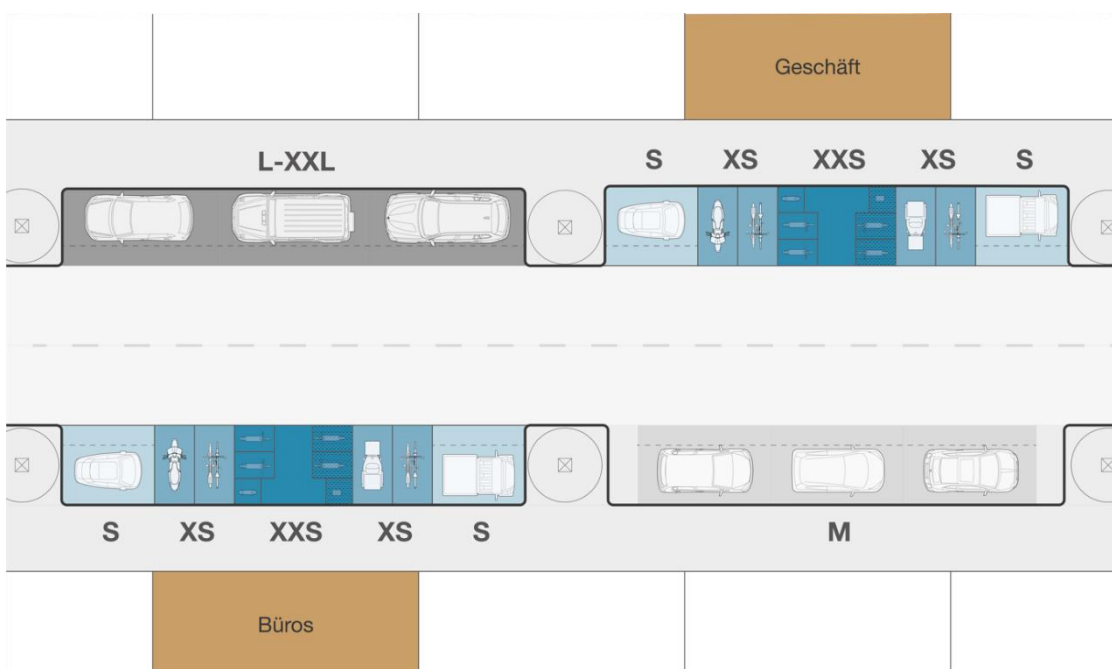 Geschäft
L-XXL
S XS XXS XS S
S XS XXS XS S
M
Büros